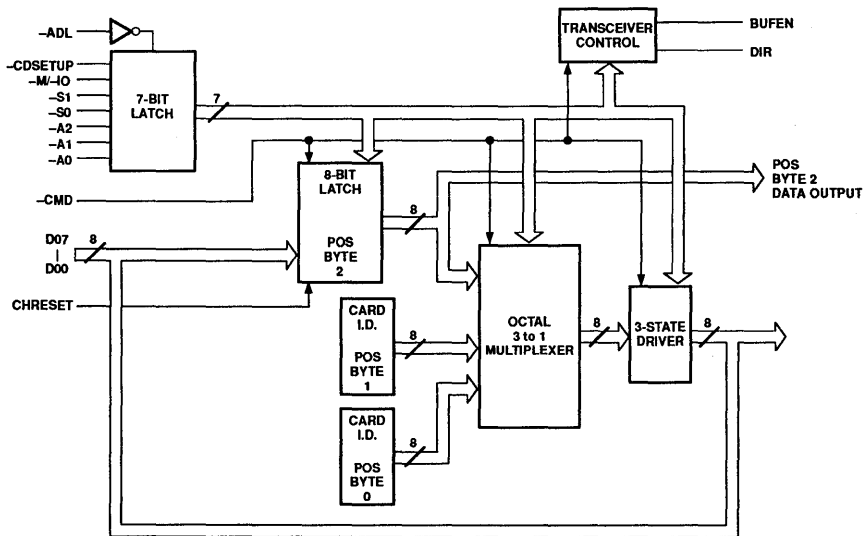 –ADL
–CDSETUP
–M/–IO
–S1
–S0
–A2
–A1
–A0
7-BIT
LATCH
7
TRANSCEIVER
CONTROL
BUFEN
DIR
–CMD
8-BIT
LATCH
POS
BYTE
2
8
POS
BYTE 2
DATA OUTPUT
D07
|
D00
8
CHRESET
CARD
I.D.
POS
BYTE
1
8
CARD
I.D.
POS
BYTE
0
8
OCTAL
3 to 1
MULTIPLEXER
8
3-STATE
DRIVER
8